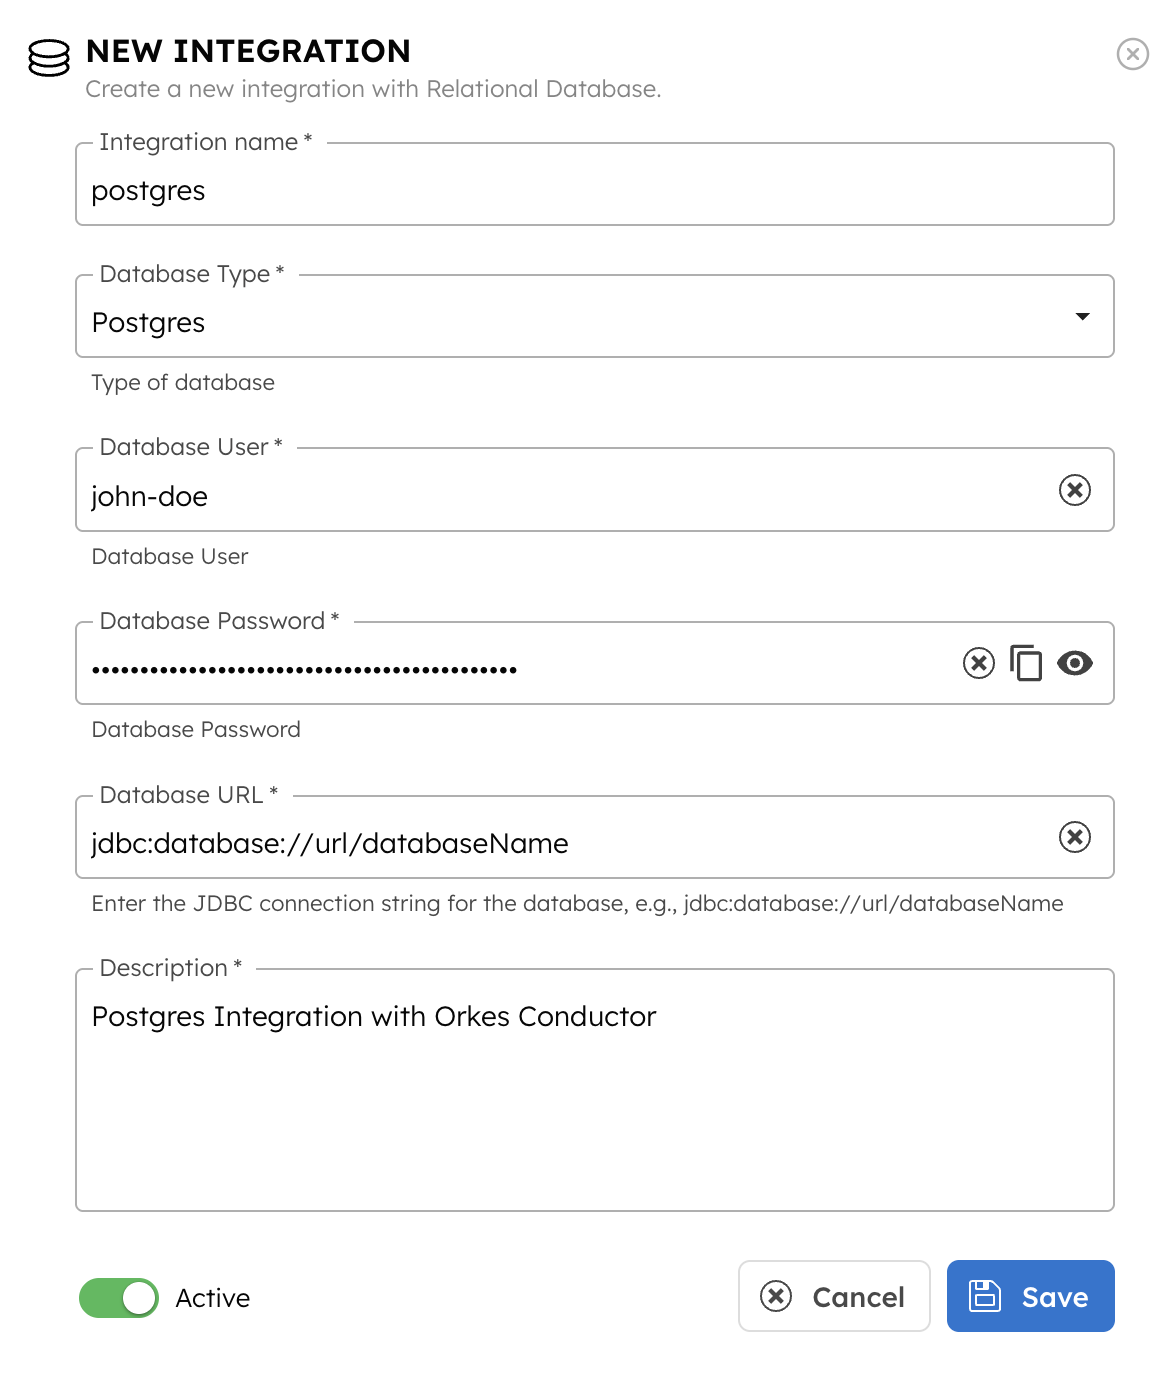 NEW INTEGRATION
Create a new integration with Relational Database.
Integration name *
postgres
Database Type *
Postgres
Type of database
Database User *
john-doe
Database User
Database Password *
••••••••••••••••••••••••••••••••••••••••••••
Database Password
Database URL *
jdbc:database://url/databaseName
Enter the JDBC connection string for the database, e.g., jdbc:database://url/databaseName
Description *
Postgres Integration with Orkes Conductor
Active
Cancel
Save